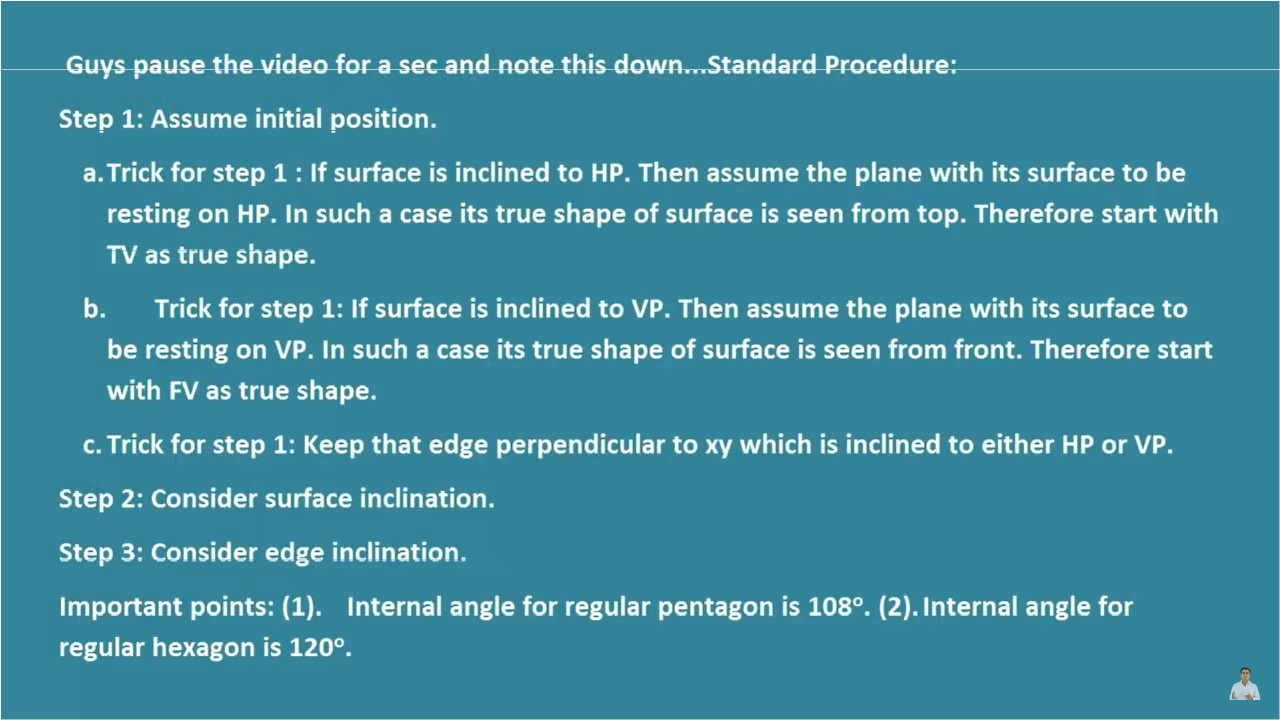 Guys pause the video for a sec and note this down...Standard Procedure:
Step 1: Assume initial position.
a. Trick for step 1 : If surface is inclined to HP. Then assume the plane with its surface to be
resting on HP. In such a case its true shape of surface is seen from top. Therefore start with
TV as true shape.
b. Trick for step 1: If surface is inclined to VP. Then assume the plane with its surface to
be resting on VP. In such a case its true shape of surface is seen from front. Therefore start
with FV as true shape.
c. Trick for step 1: Keep that edge perpendicular to xy which is inclined to either HP or VP.
Step 2: Consider surface inclination.
Step 3: Consider edge inclination.
Important points: (1). Internal angle for regular pentagon is 108º. (2). Internal angle for
regular hexagon is 120º.